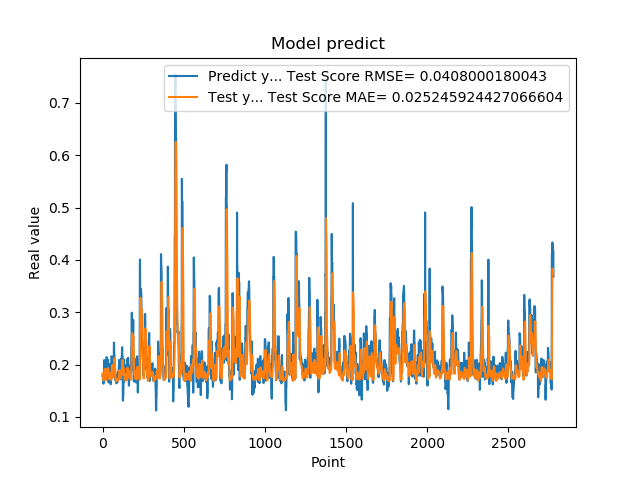 Model predict
Predict y... Test Score RMSE= 0.0408000180043
Test y... Test Score MAE= 0.025245924427066604
Real value
0.7
0.6
0.5
0.4
0.3
0.2
0.1
0
500
1000
1500
2000
2500
Point